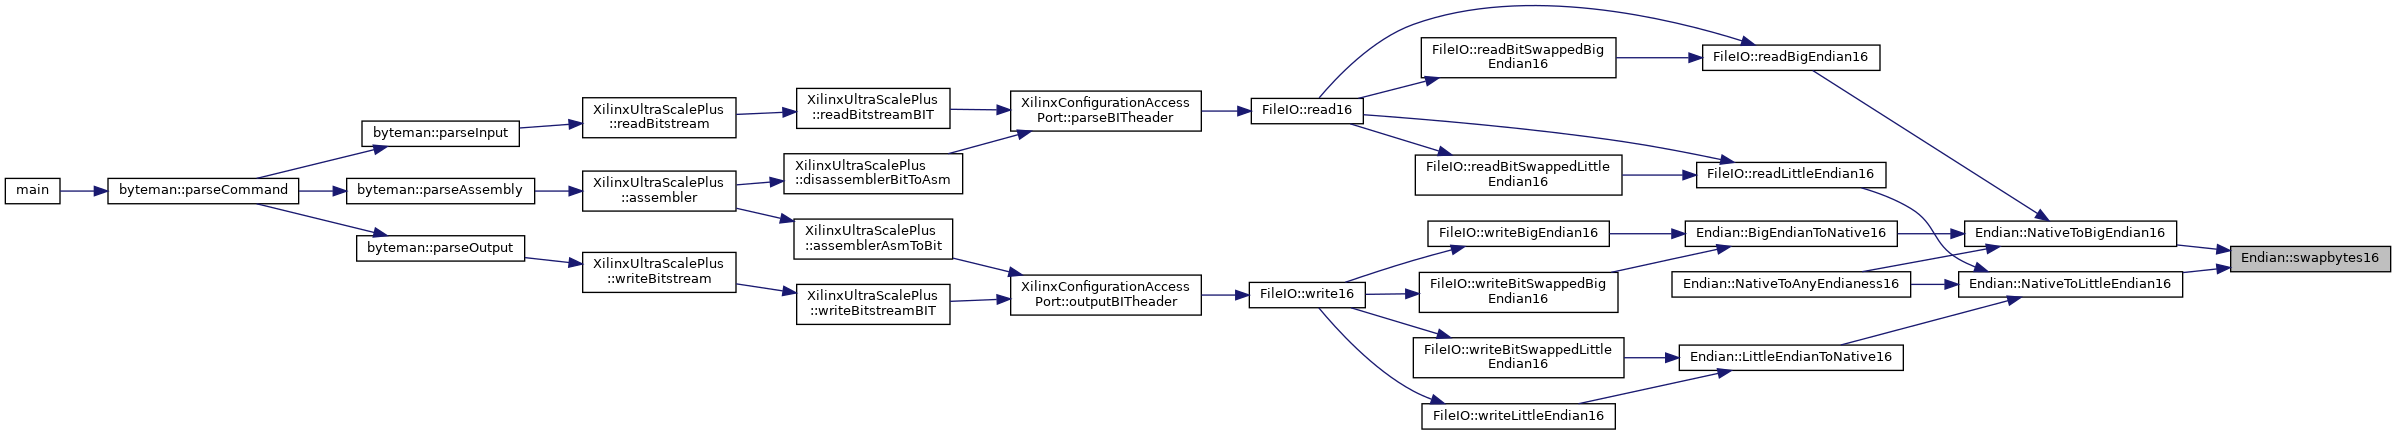 main
byteman::parseCommand
byteman::parseInput
byteman::parseAssembly
byteman::parseOutput
XilinxUltraScalePlus
::readBitstream
XilinxUltraScalePlus
::assembler
XilinxUltraScalePlus
::writeBitstream
XilinxUltraScalePlus
::readBitstreamBIT
XilinxUltraScalePlus
::disassemblerBitToAsm
XilinxUltraScalePlus
::assemblerAsmToBit
XilinxUltraScalePlus
::writeBitstreamBIT
XilinxConfigurationAccess
Port::parseBITheader
XilinxConfigurationAccess
Port::outputBITheader
FileIO::read16
FileIO::write16
FileIO::readBitSwappedBig
Endian16
FileIO::readBitSwappedLittle
Endian16
FileIO::writeBigEndian16
FileIO::writeBitSwappedBig
Endian16
FileIO::writeBitSwappedLittle
Endian16
FileIO::writeLittleEndian16
FileIO::readBigEndian16
FileIO::readLittleEndian16
Endian::BigEndianToNative16
Endian::NativeToAnyEndianess16
Endian::LittleEndianToNative16
Endian::NativeToBigEndian16
Endian::NativeToLittleEndian16
Endian::swapbytes16